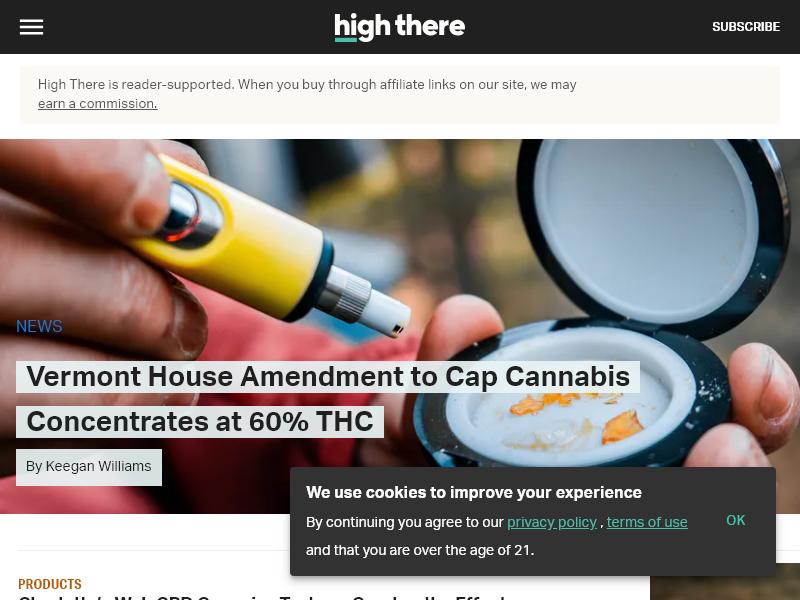 high there
SUBSCRIBE
High There is reader-supported. When you buy through affiliate links on our site, we may
earn a commission.
NEWS
Vermont House Amendment to Cap Cannabis
Concentrates at 60% THC
By Keegan Williams
We use cookies to improve your experience
By continuing you agree to our privacy policy , terms of use
and that you are over the age of 21.
OK
PRODUCTS